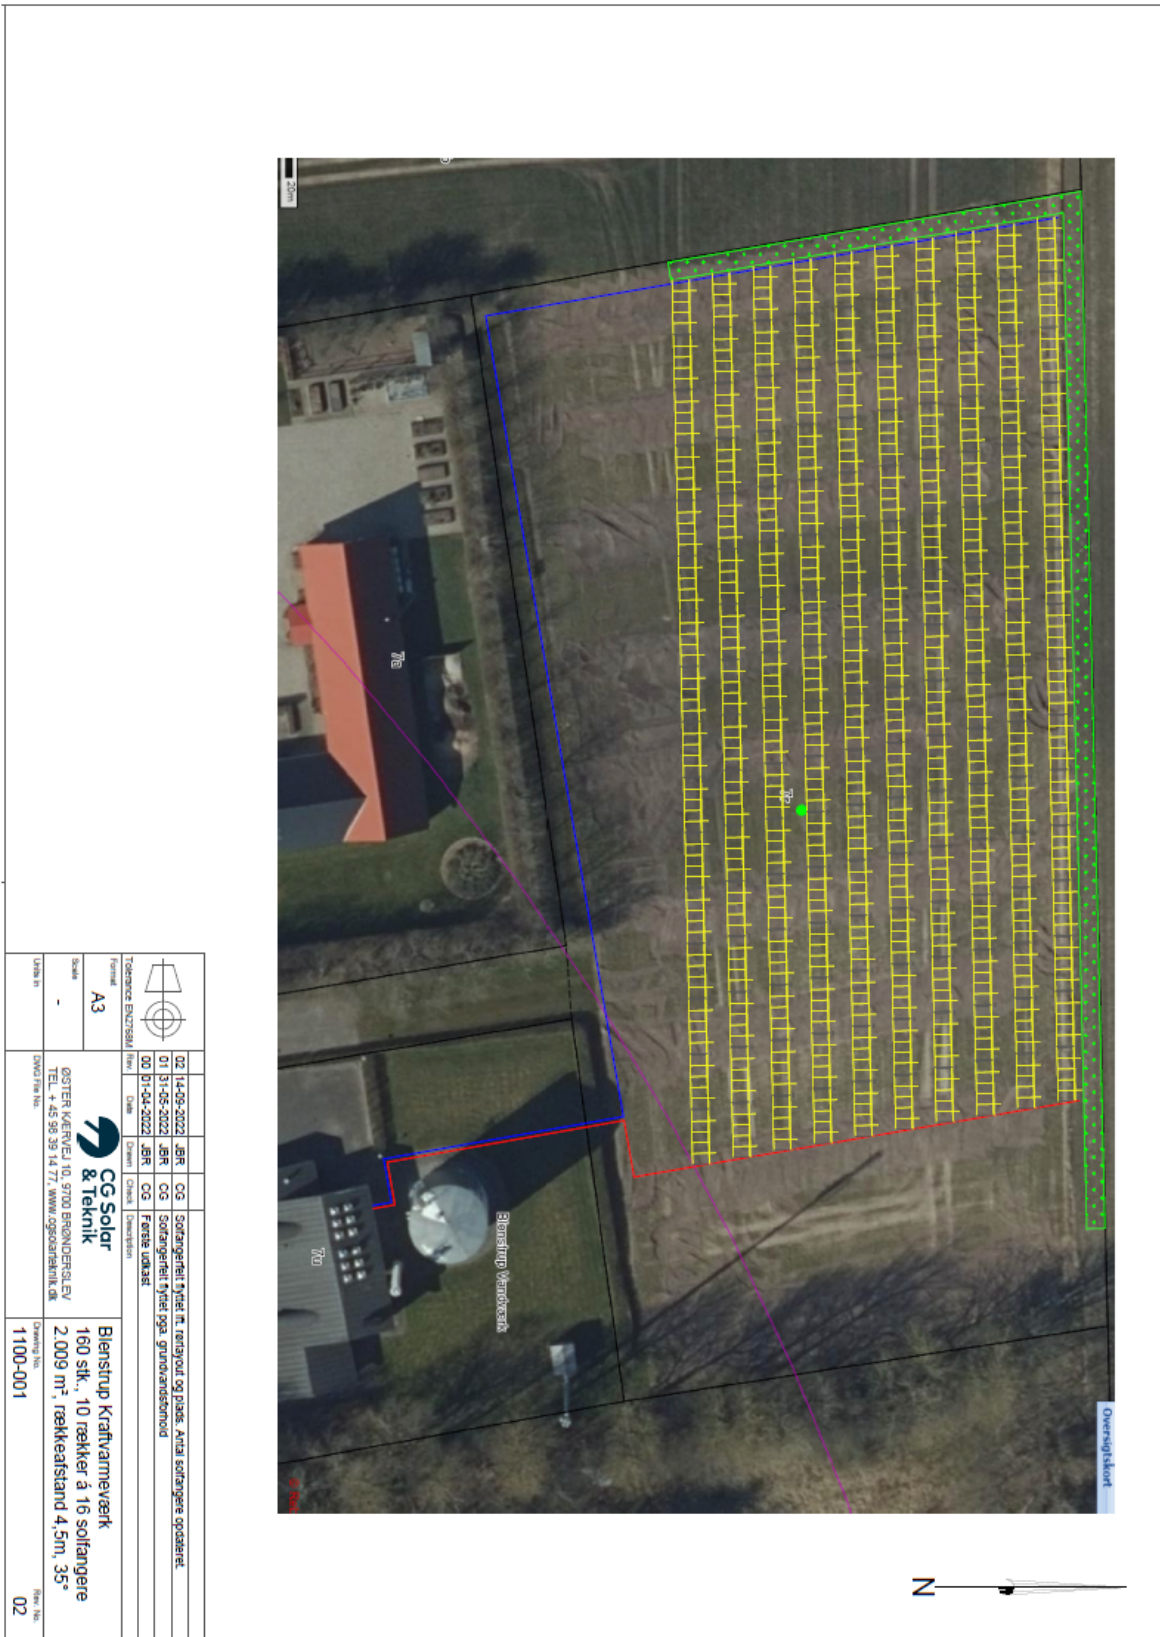 Oversigtskort
20m
7a
7u
Blenstrup Vandværk
N
02 14-09-2022 JBR CG Solfangerfelt flyttet ift. rørlayout og plads. Antal solfangere opdateret.
01 31-05-2022 JBR CG Solfangerfelt flyttet pga. grundvandsforhold
00 01-04-2022 JBR CG Første udkast
Rev. Date Drawn Check Description
Tolerance EN22768M
Format
A3
Scale
-
Units in
CG Solar
& Teknik
ØSTER KÆRVEJ 10, 9700 BRØNDERSLEV
TEL. + 45 98 39 14 77, www.cgsolarteknik.dk
DWG File No.
Blenstrup Kraftvarmeværk
160 stk., 10 rækker á 16 solfangere
2.009 m², rækkeafstand 4,5m, 35°
Drawing No.
1100-001
Rev. No.
02